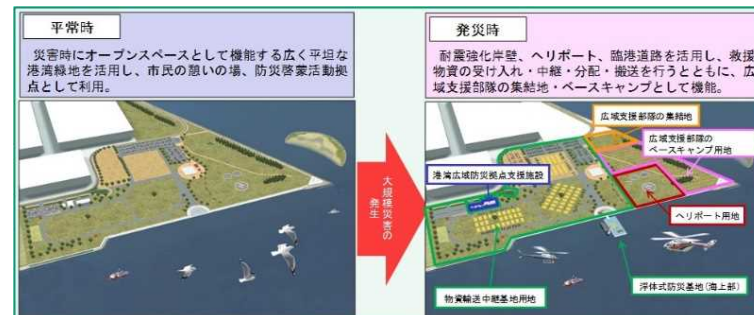 平常時
災害時にオープンスペースとして機能する広く平坦な
港湾緑地を活用し、市民の憩いの場、防災啓蒙活動拠
点として利用。
大規模災害の
発生
発災時
耐震強化岸壁、ヘリポート、臨港道路を活用し、救援
物資の受け入れ・中継・分配・搬送を行うとともに、広
域支援部隊の集結地・ベースキャンプとして機能。
広域支援部隊の集結地
広域支援部隊の
ベースキャンプ用地
港湾広域防災拠点支援施設
ヘリポート用地
物資輸送中継基地用地
浮体式防災基地(海上部)